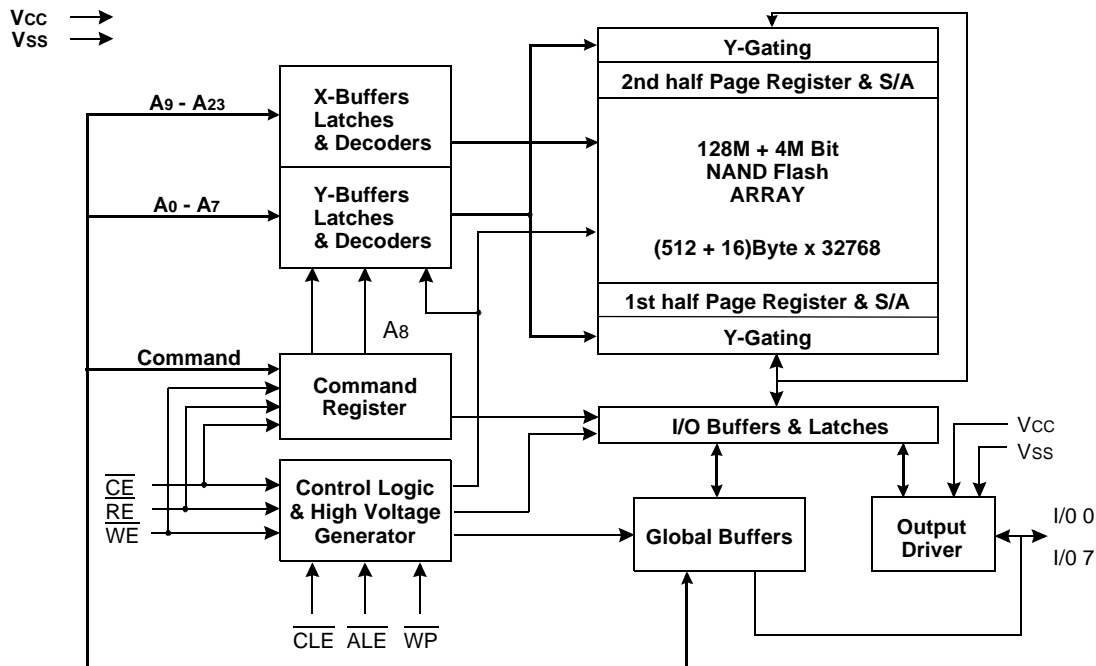 VCC
VSS
A9 - A23
X-Buffers
Latches
& Decoders
A0 - A7
Y-Buffers
Latches
& Decoders
Y-Gating
2nd half Page Register & S/A
128M + 4M Bit
NAND Flash
ARRAY
(512 + 16)Byte x 32768
1st half Page Register & S/A
Y-Gating
A8
Command
Command
Register
I/O Buffers & Latches
VCC
VSS
CE
RE
WE
Control Logic
& High Voltage
Generator
Global Buffers
Output
Driver
I/0 0
I/0 7
CLE
ALE
WP